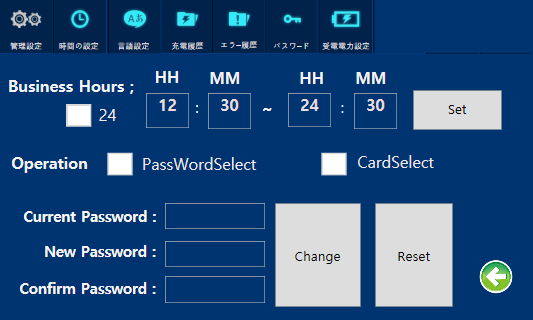 管理設定 時間の設定 言語設定 充電履歴 エラー履歴 パスワード 受電電力設定
Aあ
HH MM HH MM
Business Hours ;
12 : 30 ~ 24 : 30
24
Set
Operation PassWordSelect CardSelect
Current Password :
New Password :
Confirm Password :
Change Reset